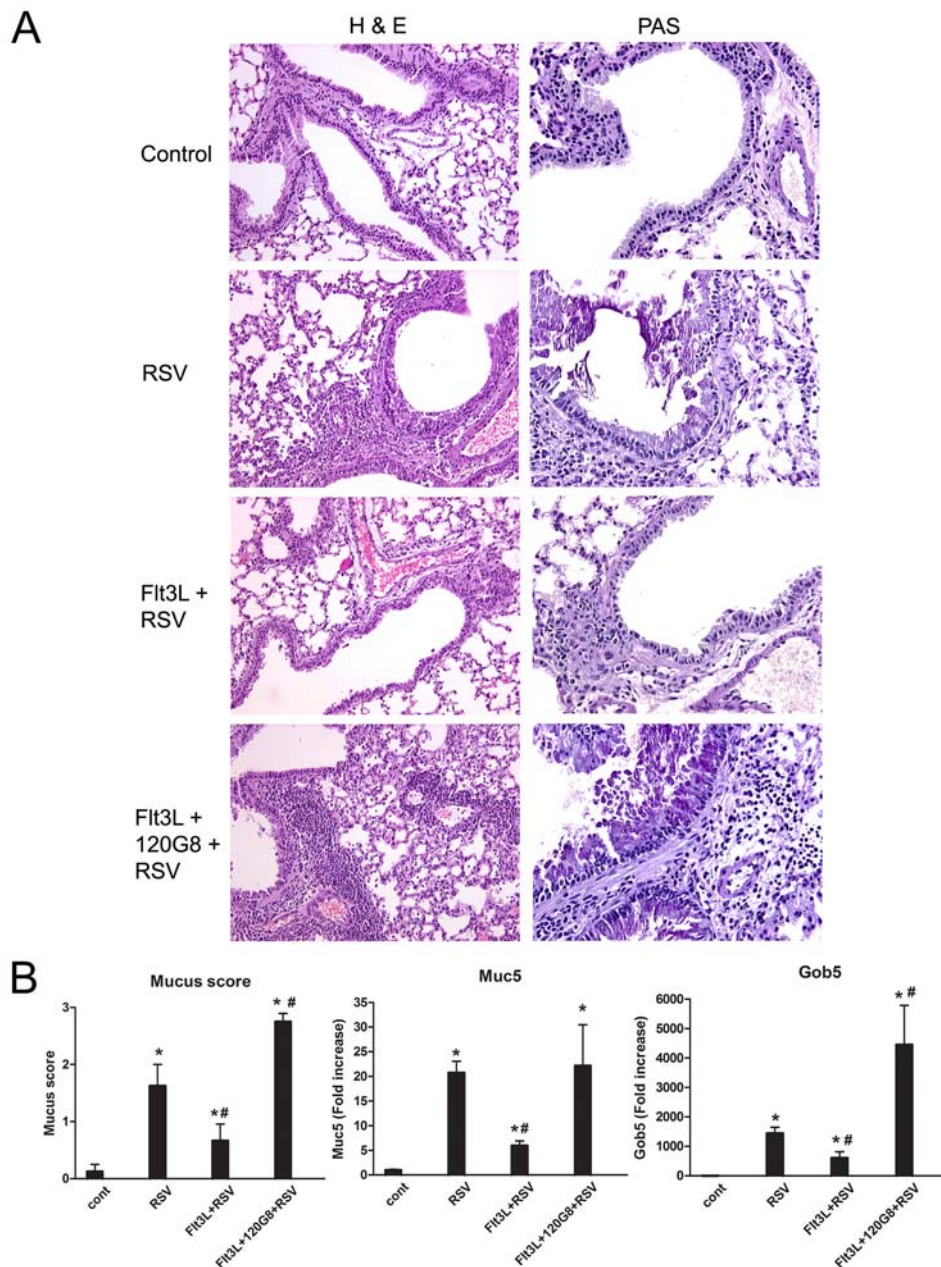 A
H & E
PAS
Control
RSV
Flt3L +
RSV
Flt3L +
120G8 +
RSV
B
Mucus score
Mucus score
3
2
1
0
*
*#
* #
cont
RSV
Flt3L+RSV
Flt3L+120G8+RSV
Muc5
Muc5 (Fold increase)
35
30
25
20
15
10
5
0
*
*#
*
cont
RSV
Flt3L+RSV
Flt3L+120G8+RSV
Gob5
Gob5 (Fold increase)
6000
5000
4000
3000
2000
1000
0
*
*#
*#
cont
RSV
Flt3L+RSV
Flt3L+120G8+RSV